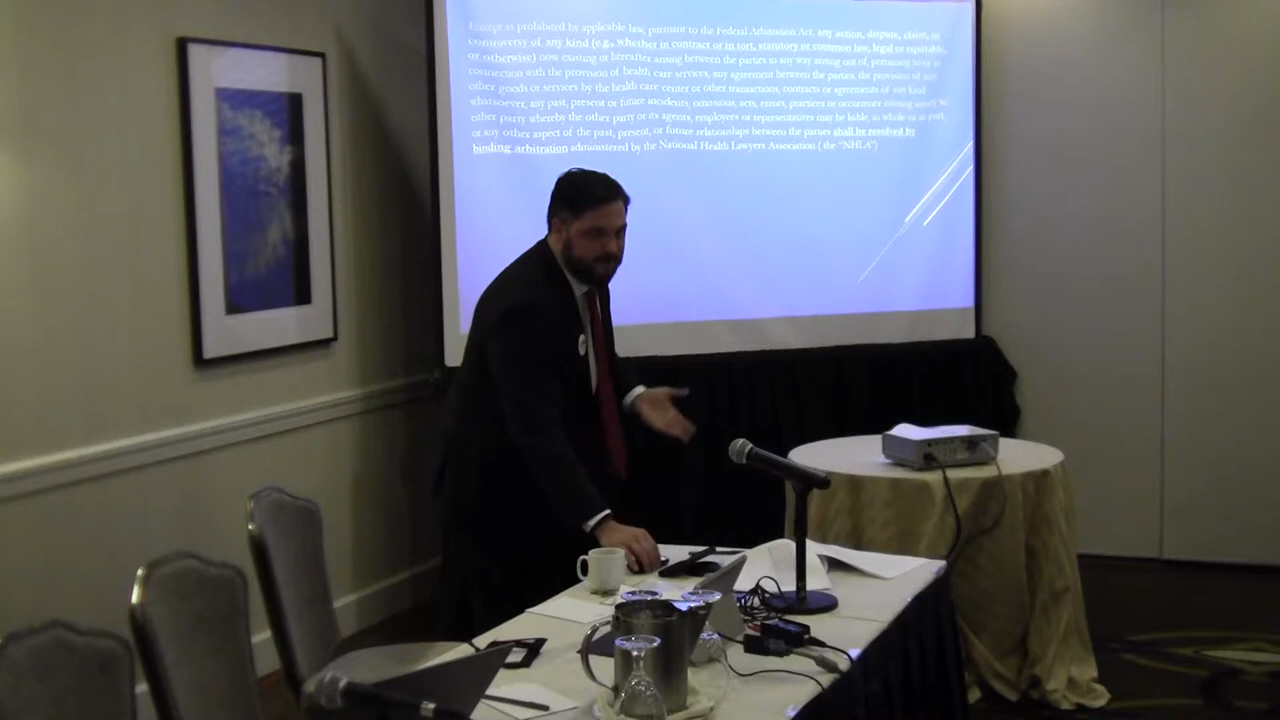 Except as prohibited by applicable law, pursuant to the Federal Arbitration Act, any action, dispute, claim, or
controversy of any kind (e.g., whether in contract or in tort, statutory or common law, legal or equitable,
or otherwise) now existing or hereafter arising between the parties in any way arising out of, pertaining to or in
connection with the provision of health care services, any agreement between the parties, the provision of any
other goods or services by the health care center or other transactions, contracts or agreements of any kind
whatsoever, any past, present or future incidents, omissions, acts, errors, practices or occurrence causing injury to
either party whereby the other party or its agents, employees or representatives may be liable, in whole or in part,
or any other aspect of the past, present, or future relationships between the parties shall be resolved by
binding arbitration administered by the National Health Lawyers Association ( the “NHLA”)